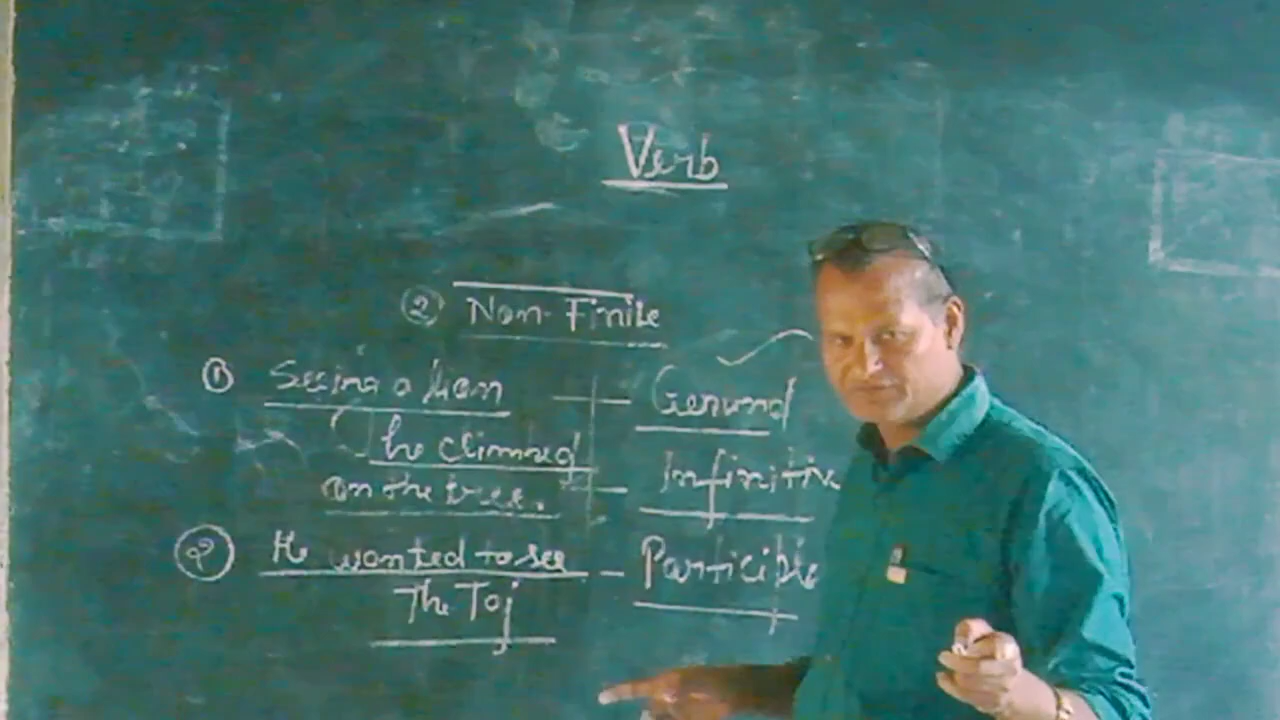 Verb
② Non-Finite
① Seeing a lion — Gerund
he climbed
on the tree. — Infinitive
② He wanted to see — Participle
The Taj